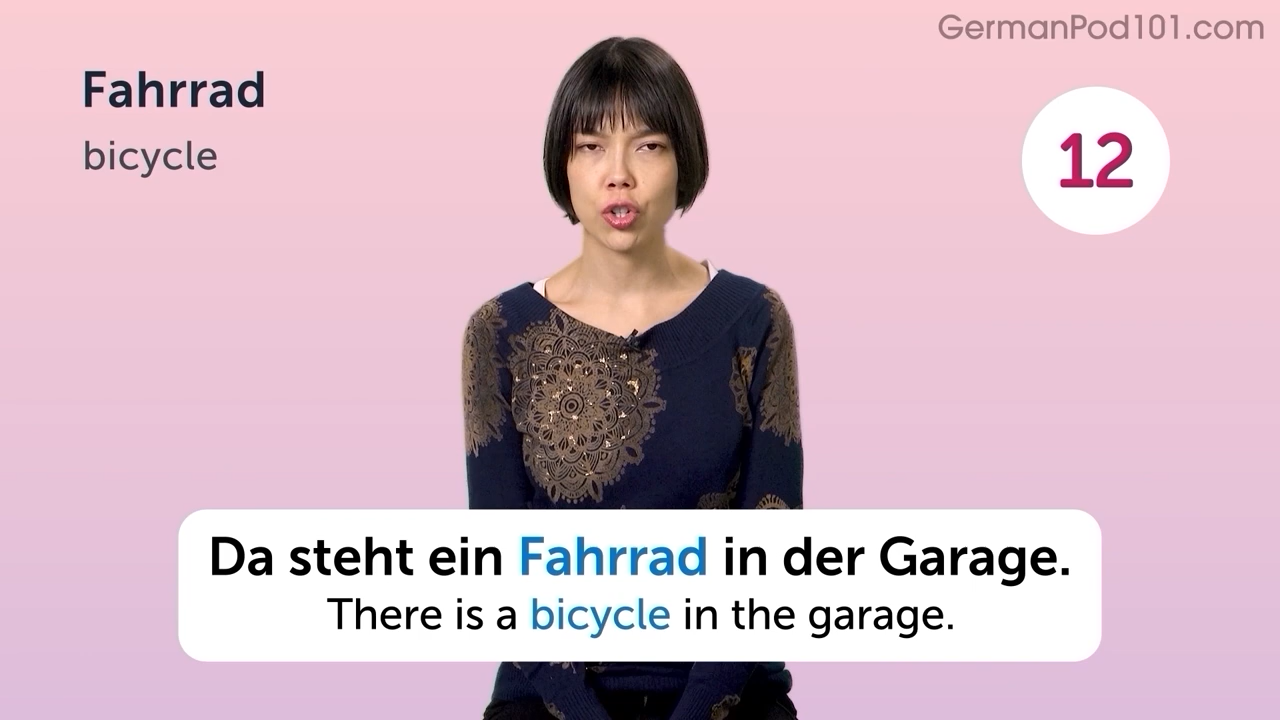 GermanPod101.com
Fahrrad
bicycle
12
Da steht ein Fahrrad in der Garage.
There is a bicycle in the garage.